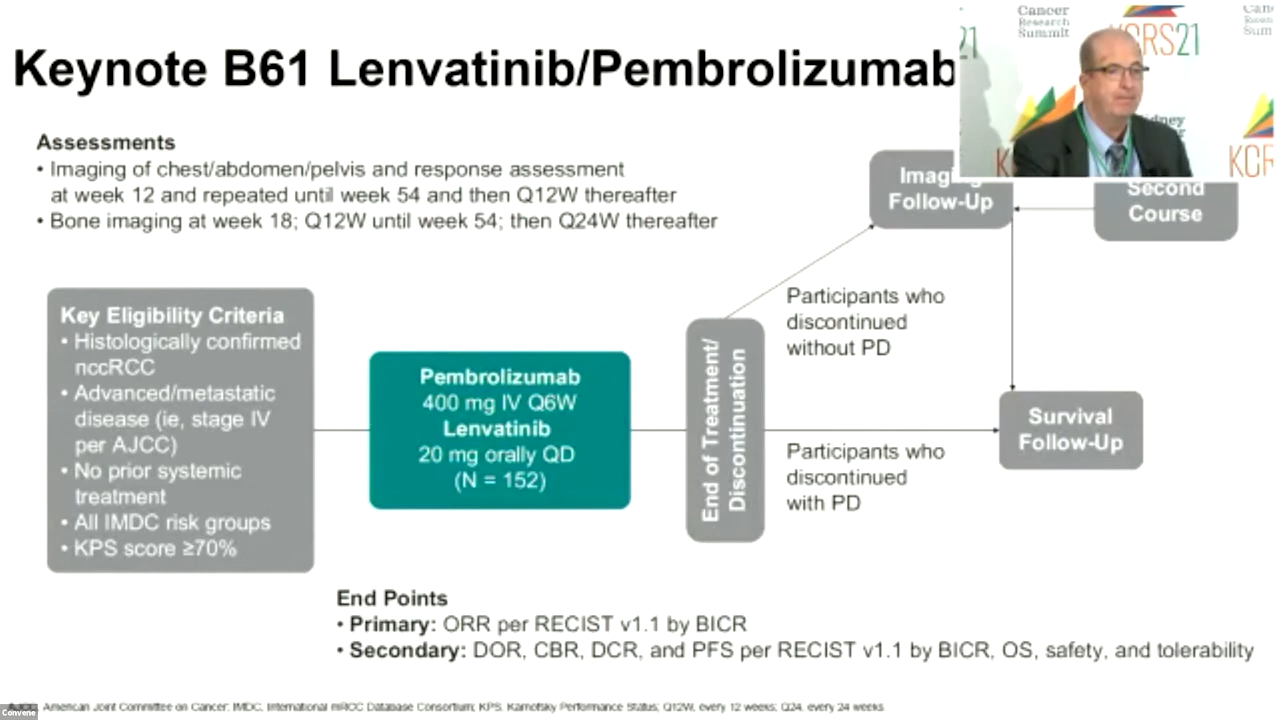 Keynote B61 Lenvatinib/Pembrolizumab
Cancer
Research
Summit
21
KCRS21
Assessments
• Imaging of chest/abdomen/pelvis and response assessment
at week 12 and repeated until week 54 and then Q12W thereafter
• Bone imaging at week 18; Q12W until week 54; then Q24W thereafter
Follow-Up
Second
Course
Key Eligibility Criteria
• Histologically confirmed
nccRCC
• Advanced/metastatic
disease (ie, stage IV
per AJCC)
• No prior systemic
treatment
• All IMDC risk groups
• KPS score ≥70%
Pembrolizumab
400 mg IV Q6W
Lenvatinib
20 mg orally QD
(N = 152)
End of Treatment/
Discontinuation
Participants who
discontinued
without PD
Participants who
discontinued
with PD
Survival
Follow-Up
End Points
• Primary: ORR per RECIST v1.1 by BICR
• Secondary: DOR, CBR, DCR, and PFS per RECIST v1.1 by BICR, OS, safety, and tolerability
American Joint Committee on Cancer; IMDC, International mRCC Database Consortium; KPS, Karnofsky Performance Status; Q12W, every 12 weeks; Q24, every 24 weeks
Convene